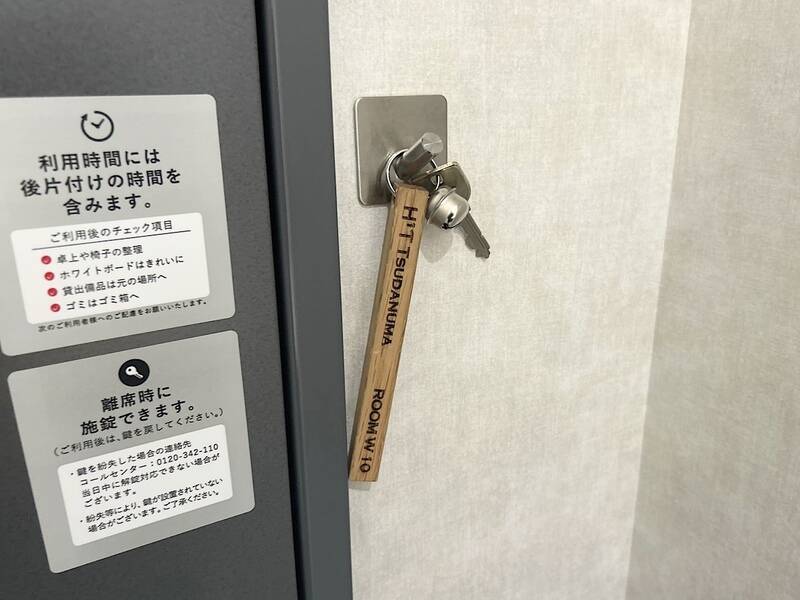 利用時間には
後片付けの時間を
含みます。
ご利用後のチェック項目
卓上や椅子の整理
ホワイトボードはきれいに
貸出備品は元の場所へ
ゴミはゴミ箱へ
次のご利用者様へのご配慮をお願いいたします。
離席時に
施錠できます。
(ご利用後は、鍵を戻してください。)
・鍵を紛失した場合の連絡先
コールセンター:0120-342-110
当日中に解錠対応できない場合が
ございます。
・紛失等により、鍵が設置されていない
場合がございます。ご了承ください。
H¹T TSUDANUMA
ROOM W 10